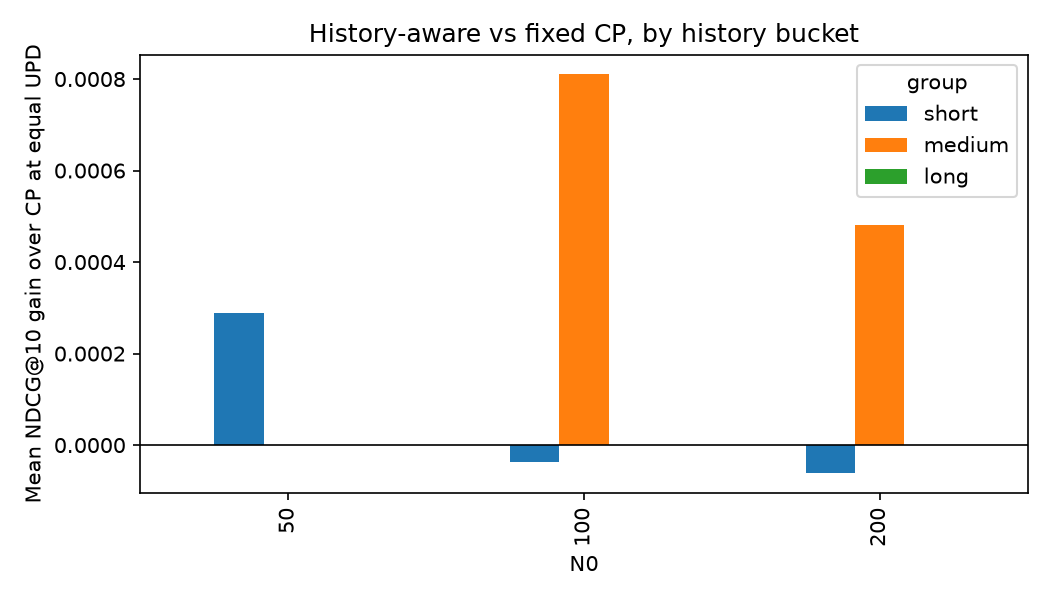 History-aware vs fixed CP, by history bucket
Mean NDCG@10 gain over CP at equal UPD
0.0008
0.0006
0.0004
0.0002
0.0000
group
short
medium
long
50
100
200
N0